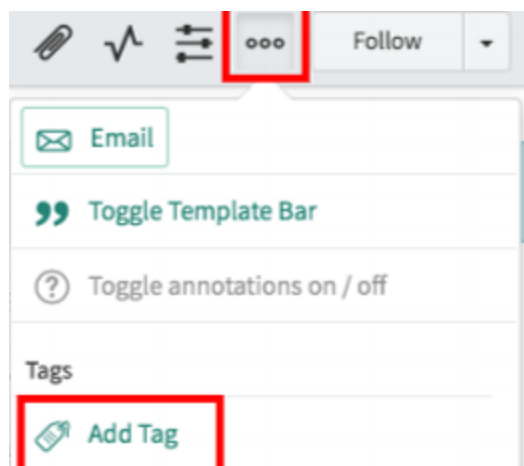 Follow
Email
Toggle Template Bar
Toggle annotations on / off
Tags
Add Tag